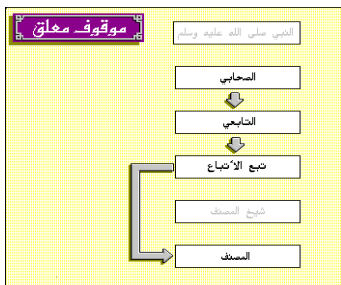 موقوف معلق
النبي صلى الله عليه وسلم
الصحابي
التابعي
تبع الأتباع
شيخ المصنف
المصنف